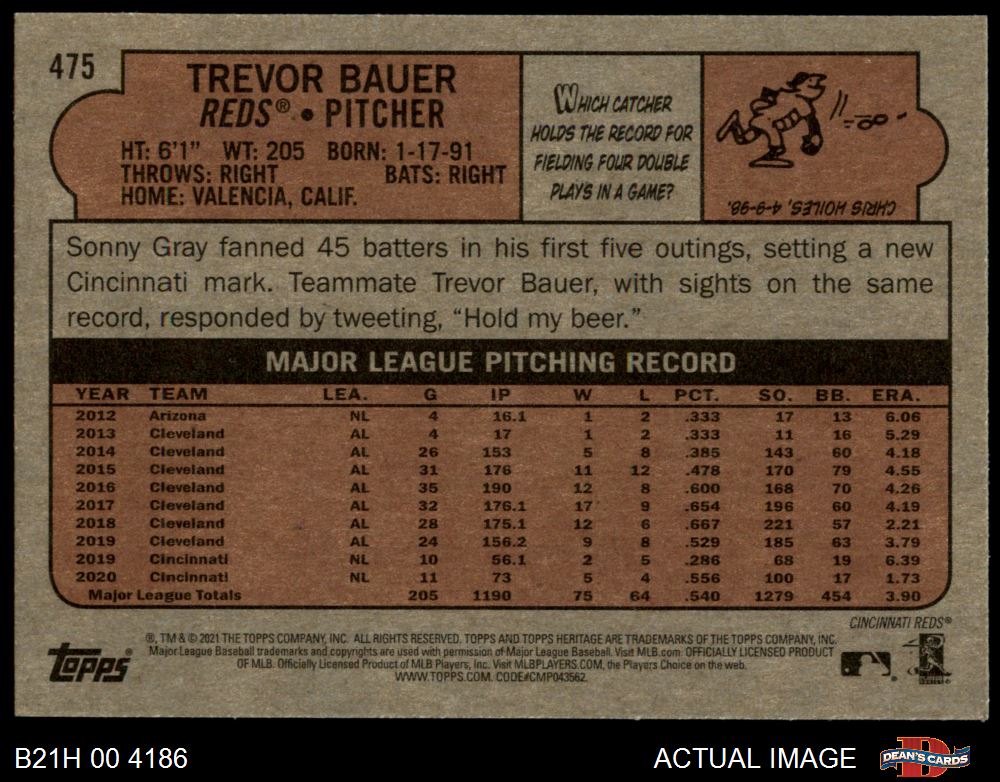 475
TREVOR BAUER
REDS® • PITCHER
HT: 6'1" WT: 205 BORN: 1-17-91
THROWS: RIGHT BATS: RIGHT
HOME: VALENCIA, CALIF.
WHICH CATCHER
HOLDS THE RECORD FOR
FIELDING FOUR DOUBLE
PLAYS IN A GAME?
CHRIS HOILES, 4-9-98.
Sonny Gray fanned 45 batters in his first five outings, setting a new
Cincinnati mark. Teammate Trevor Bauer, with sights on the same
record, responded by tweeting, “Hold my beer.”
MAJOR LEAGUE PITCHING RECORD
YEAR TEAM LEA. G IP W L PCT. SO. BB. ERA.
2012 Arizona NL 4 16.1 1 2 .333 17 13 6.06
2013 Cleveland AL 4 17 1 2 .333 11 16 5.29
2014 Cleveland AL 26 153 5 8 .385 143 60 4.18
2015 Cleveland AL 31 176 11 12 .478 170 79 4.55
2016 Cleveland AL 35 190 12 8 .600 168 70 4.26
2017 Cleveland AL 32 176.1 17 9 .654 196 60 4.19
2018 Cleveland AL 28 175.1 12 6 .667 221 57 2.21
2019 Cleveland AL 24 156.2 9 8 .529 185 63 3.79
2019 Cincinnati NL 10 56.1 2 5 .286 68 19 6.39
2020 Cincinnati NL 11 73 5 4 .556 100 17 1.73
Major League Totals 205 1190 75 64 .540 1279 454 3.90
CINCINNATI REDS®
®, TM & © 2021 THE TOPPS COMPANY, INC. ALL RIGHTS RESERVED. TOPPS AND TOPPS HERITAGE ARE TRADEMARKS OF THE TOPPS COMPANY, INC.
Major League Baseball trademarks and copyrights are used with permission of Major League Baseball. Visit MLB.com. OFFICIALLY LICENSED PRODUCT
OF MLB. Officially Licensed Product of MLB Players, Inc. Visit MLBPLAYERS.COM, the Players Choice on the web.
WWW.TOPPS.COM. CODE#CMP043562.
Topps®
B21H 00 4186
ACTUAL IMAGE
DEAN'S CARDS